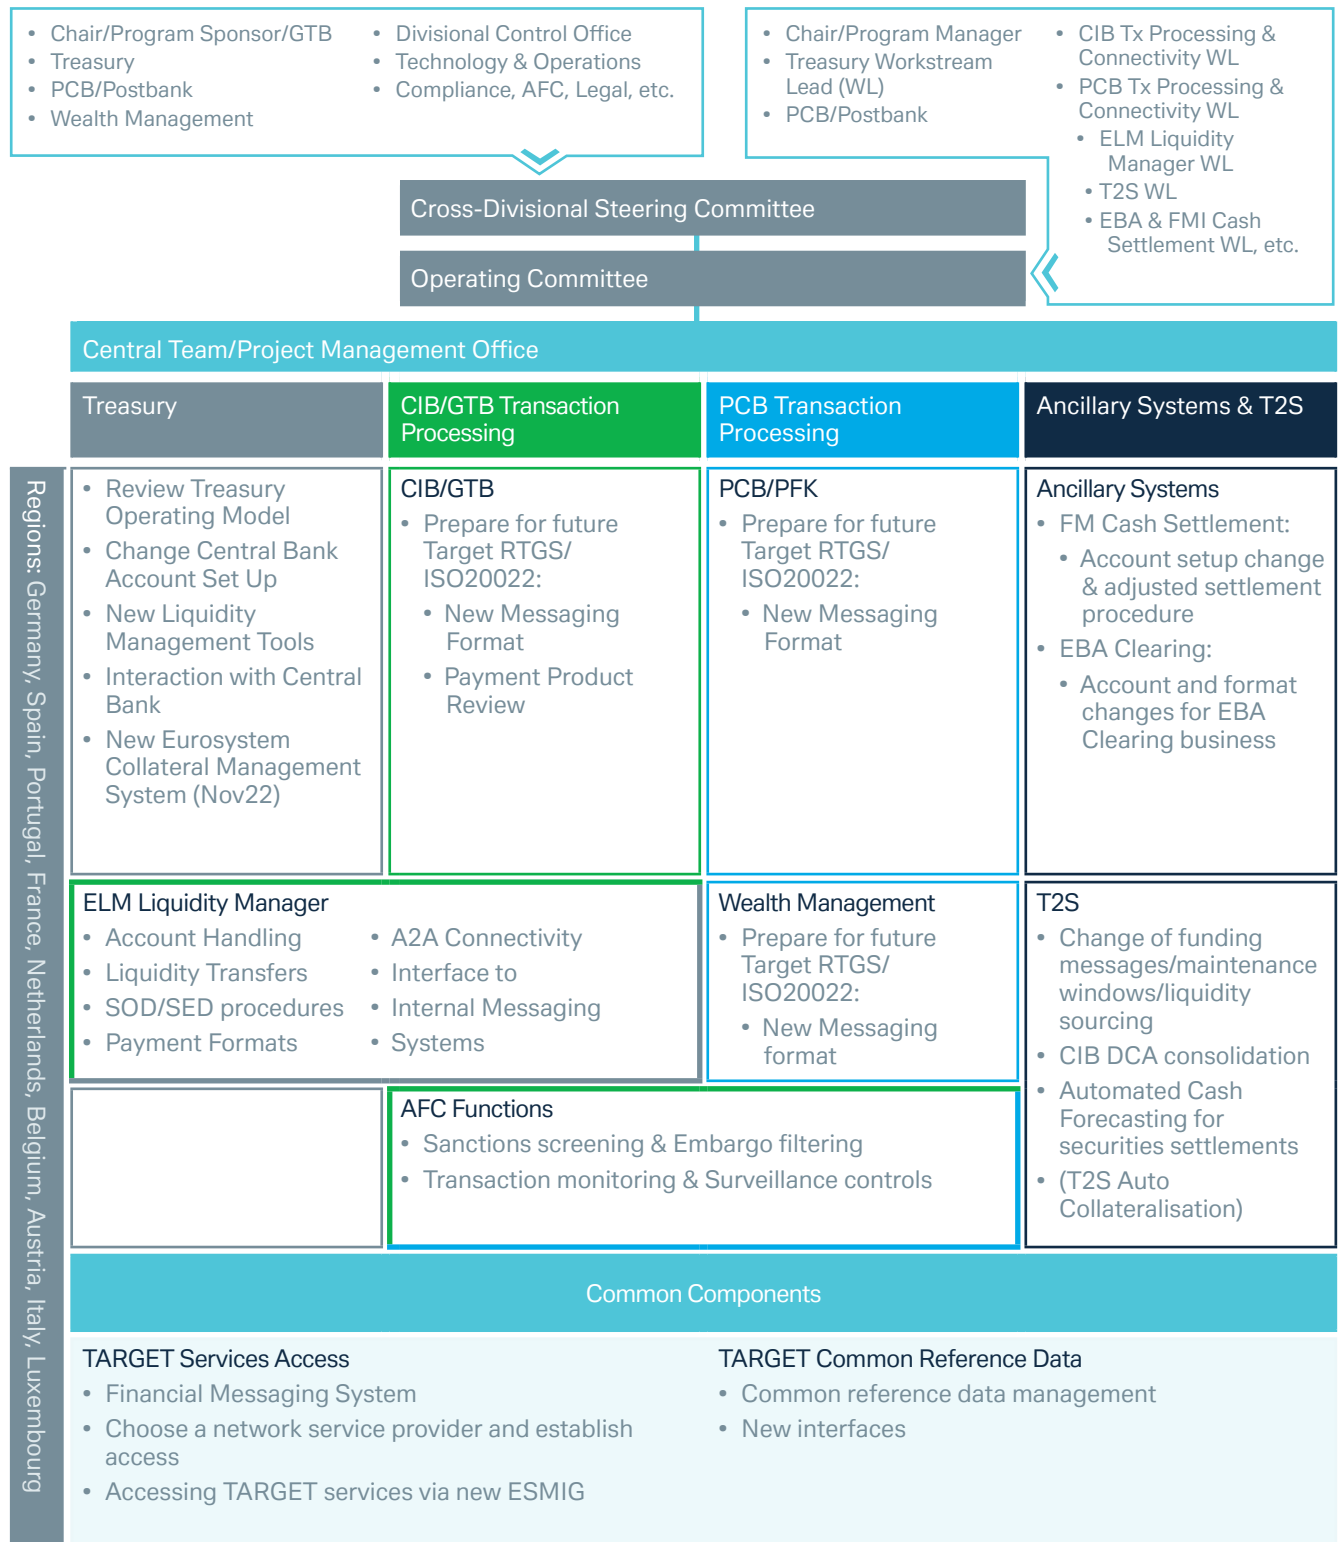 • Chair/Program Sponsor/GTB
• Treasury
• PCB/Postbank
• Wealth Management
• Divisional Control Office
• Technology & Operations
• Compliance, AFC, Legal, etc.
• Chair/Program Manager
• Treasury Workstream
Lead (WL)
• PCB/Postbank
• CIB Tx Processing &
Connectivity WL
• PCB Tx Processing &
Connectivity WL
• ELM Liquidity
Manager WL
• T2S WL
• EBA & FMI Cash
Settlement WL, etc.
Cross-Divisional Steering Committee
Operating Committee
Central Team/Project Management Office
Treasury
CIB/GTB Transaction
Processing
PCB Transaction
Processing
Ancillary Systems & T2S
Regions: Germany, Spain, Portugal, France, Netherlands, Belgium, Austria, Italy, Luxembourg
• Review Treasury
Operating Model
• Change Central Bank
Account Set Up
• New Liquidity
Management Tools
• Interaction with Central
Bank
• New Eurosystem
Collateral Management
System (Nov22)
CIB/GTB
• Prepare for future
Target RTGS/
ISO20022:
• New Messaging
Format
• Payment Product
Review
PCB/PFK
• Prepare for future
Target RTGS/
ISO20022:
• New Messaging
Format
Ancillary Systems
• FM Cash Settlement:
• Account setup change
& adjusted settlement
procedure
• EBA Clearing:
• Account and format
changes for EBA
Clearing business
ELM Liquidity Manager
• Account Handling
• Liquidity Transfers
• SOD/SED procedures
• Payment Formats
• A2A Connectivity
• Interface to
• Internal Messaging
• Systems
Wealth Management
• Prepare for future
Target RTGS/
ISO20022:
• New Messaging
format
T2S
• Change of funding
messages/maintenance
windows/liquidity
sourcing
• CIB DCA consolidation
• Automated Cash
Forecasting for
securities settlements
• (T2S Auto
Collateralisation)
AFC Functions
• Sanctions screening & Embargo filtering
• Transaction monitoring & Surveillance controls
Common Components
TARGET Services Access
• Financial Messaging System
• Choose a network service provider and establish
access
• Accessing TARGET services via new ESMIG
TARGET Common Reference Data
• Common reference data management
• New interfaces